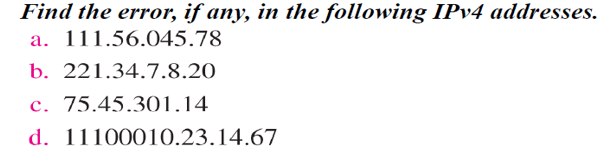 Find the error, if any, in the following IPv4 addresses.
a. 111.56.045.78
b. 221.34.7.8.20
c. 75.45.301.14
d. 11100010.23.14.67